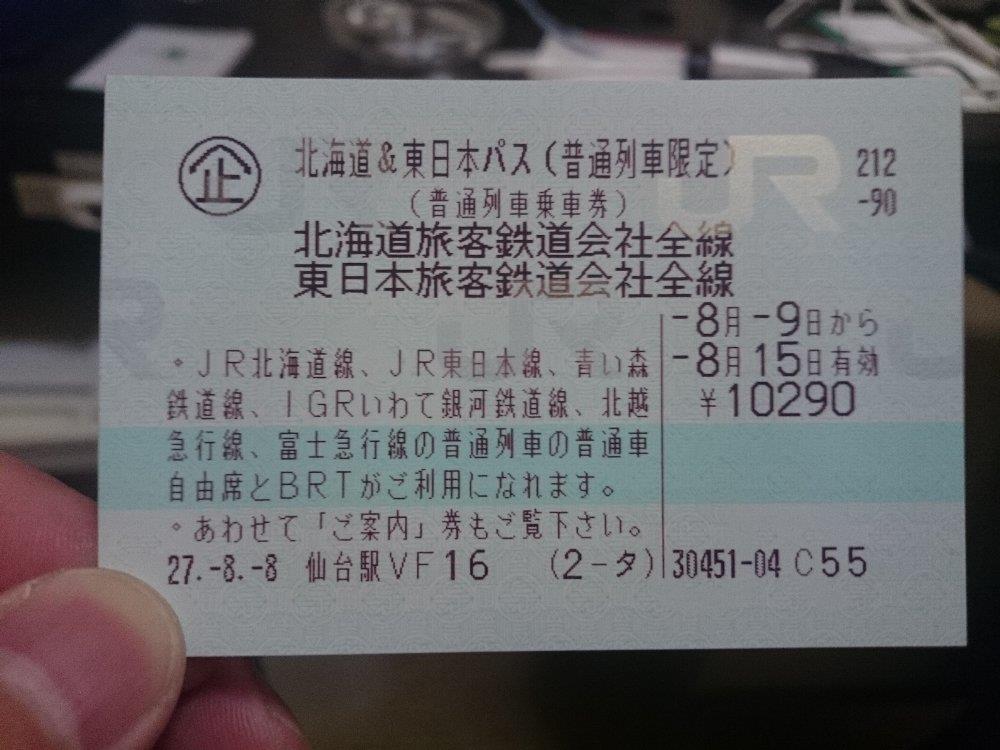 企 北海道&東日本パス(普通列車限定) 212
(普通列車乗車券) -90
北海道旅客鉄道会社全線
東日本旅客鉄道会社全線
-8月-9日から
-8月15日有効
¥10290
・JR北海道線、JR東日本線、青い森
鉄道線、IGRいわて銀河鉄道線、北越
急行線、富士急行線の普通列車の普通車
自由席とBRTがご利用になれます。
・あわせて「ご案内」券もご覧下さい。
27.-8.-8 仙台駅VF16 (2-タ) 30451-04 C55
JR